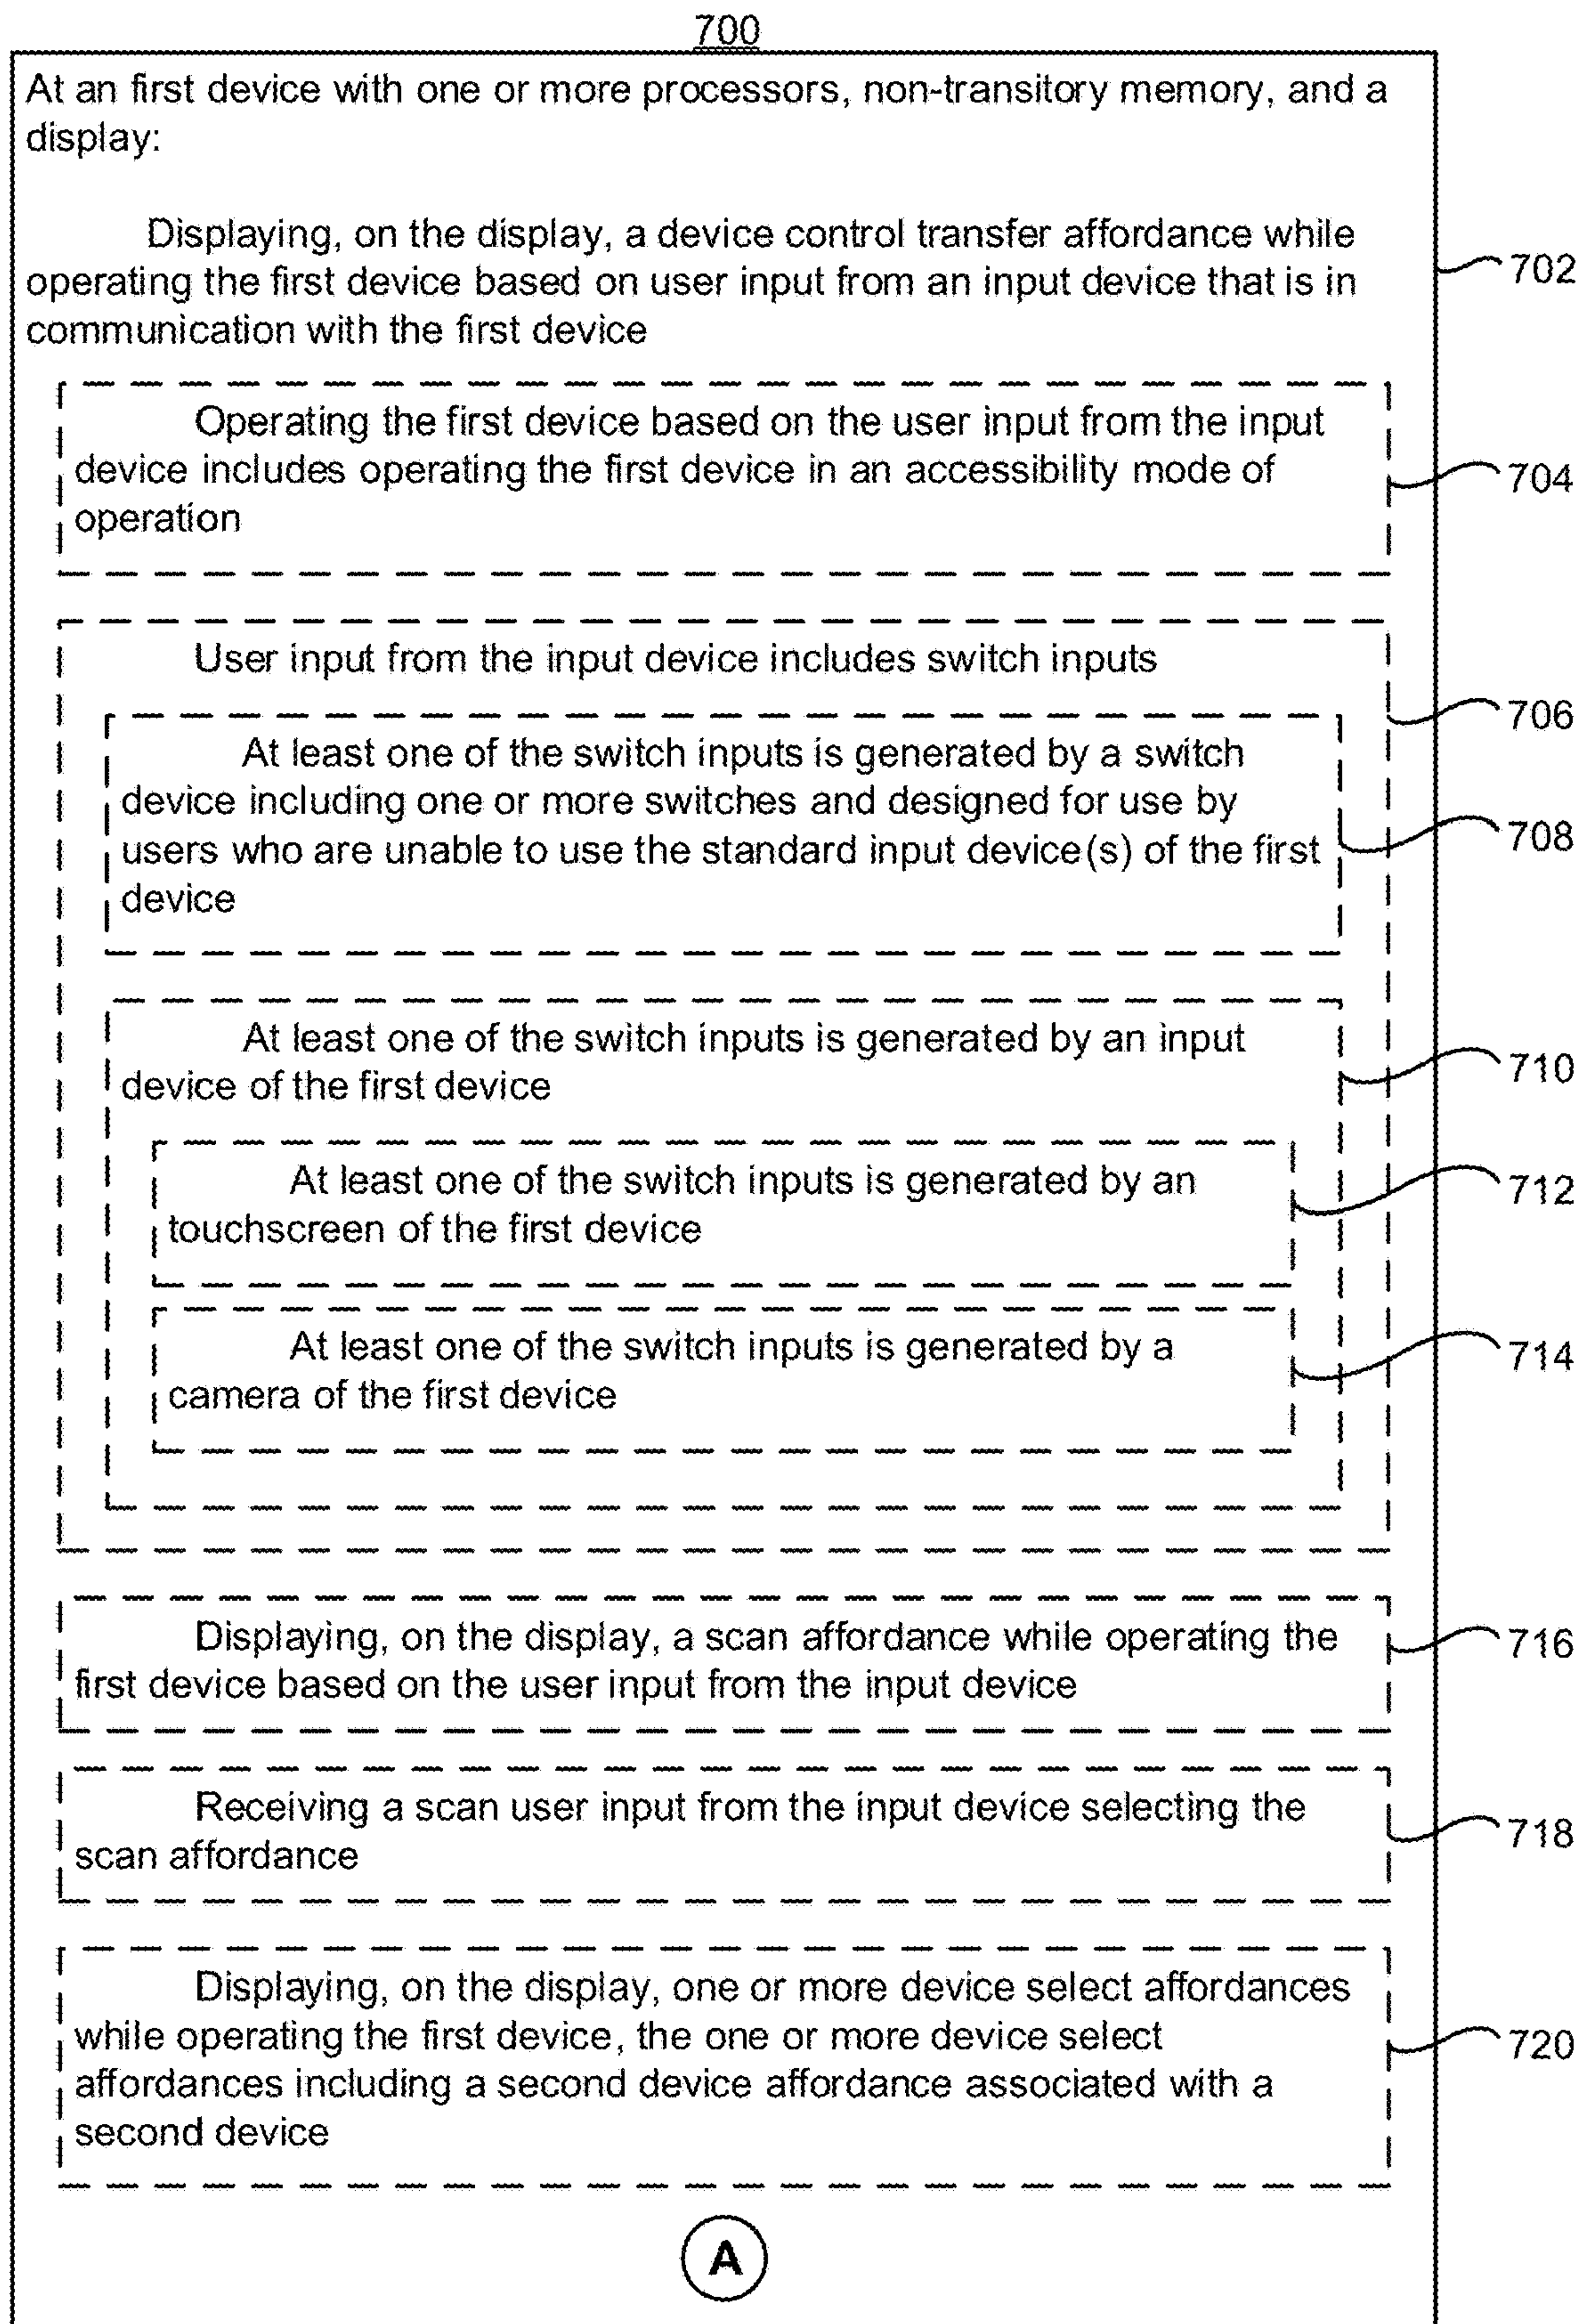 700
At an first device with one or more processors, non-transitory memory, and a
display:
Displaying, on the display, a device control transfer affordance while
operating the first device based on user input from an input device that is in
communication with the first device
702
Operating the first device based on the user input from the input
device includes operating the first device in an accessibility mode of
operation
704
User input from the input device includes switch inputs
706
At least one of the switch inputs is generated by a switch
device including one or more switches and designed for use by
users who are unable to use the standard input device(s) of the first
device
708
At least one of the switch inputs is generated by an input
device of the first device
710
At least one of the switch inputs is generated by an
touchscreen of the first device
712
At least one of the switch inputs is generated by a
camera of the first device
714
Displaying, on the display, a scan affordance while operating the
first device based on the user input from the input device
716
Receiving a scan user input from the input device selecting the
scan affordance
718
Displaying, on the display, one or more device select affordances
while operating the first device, the one or more device select
affordances including a second device affordance associated with a
second device
720
A